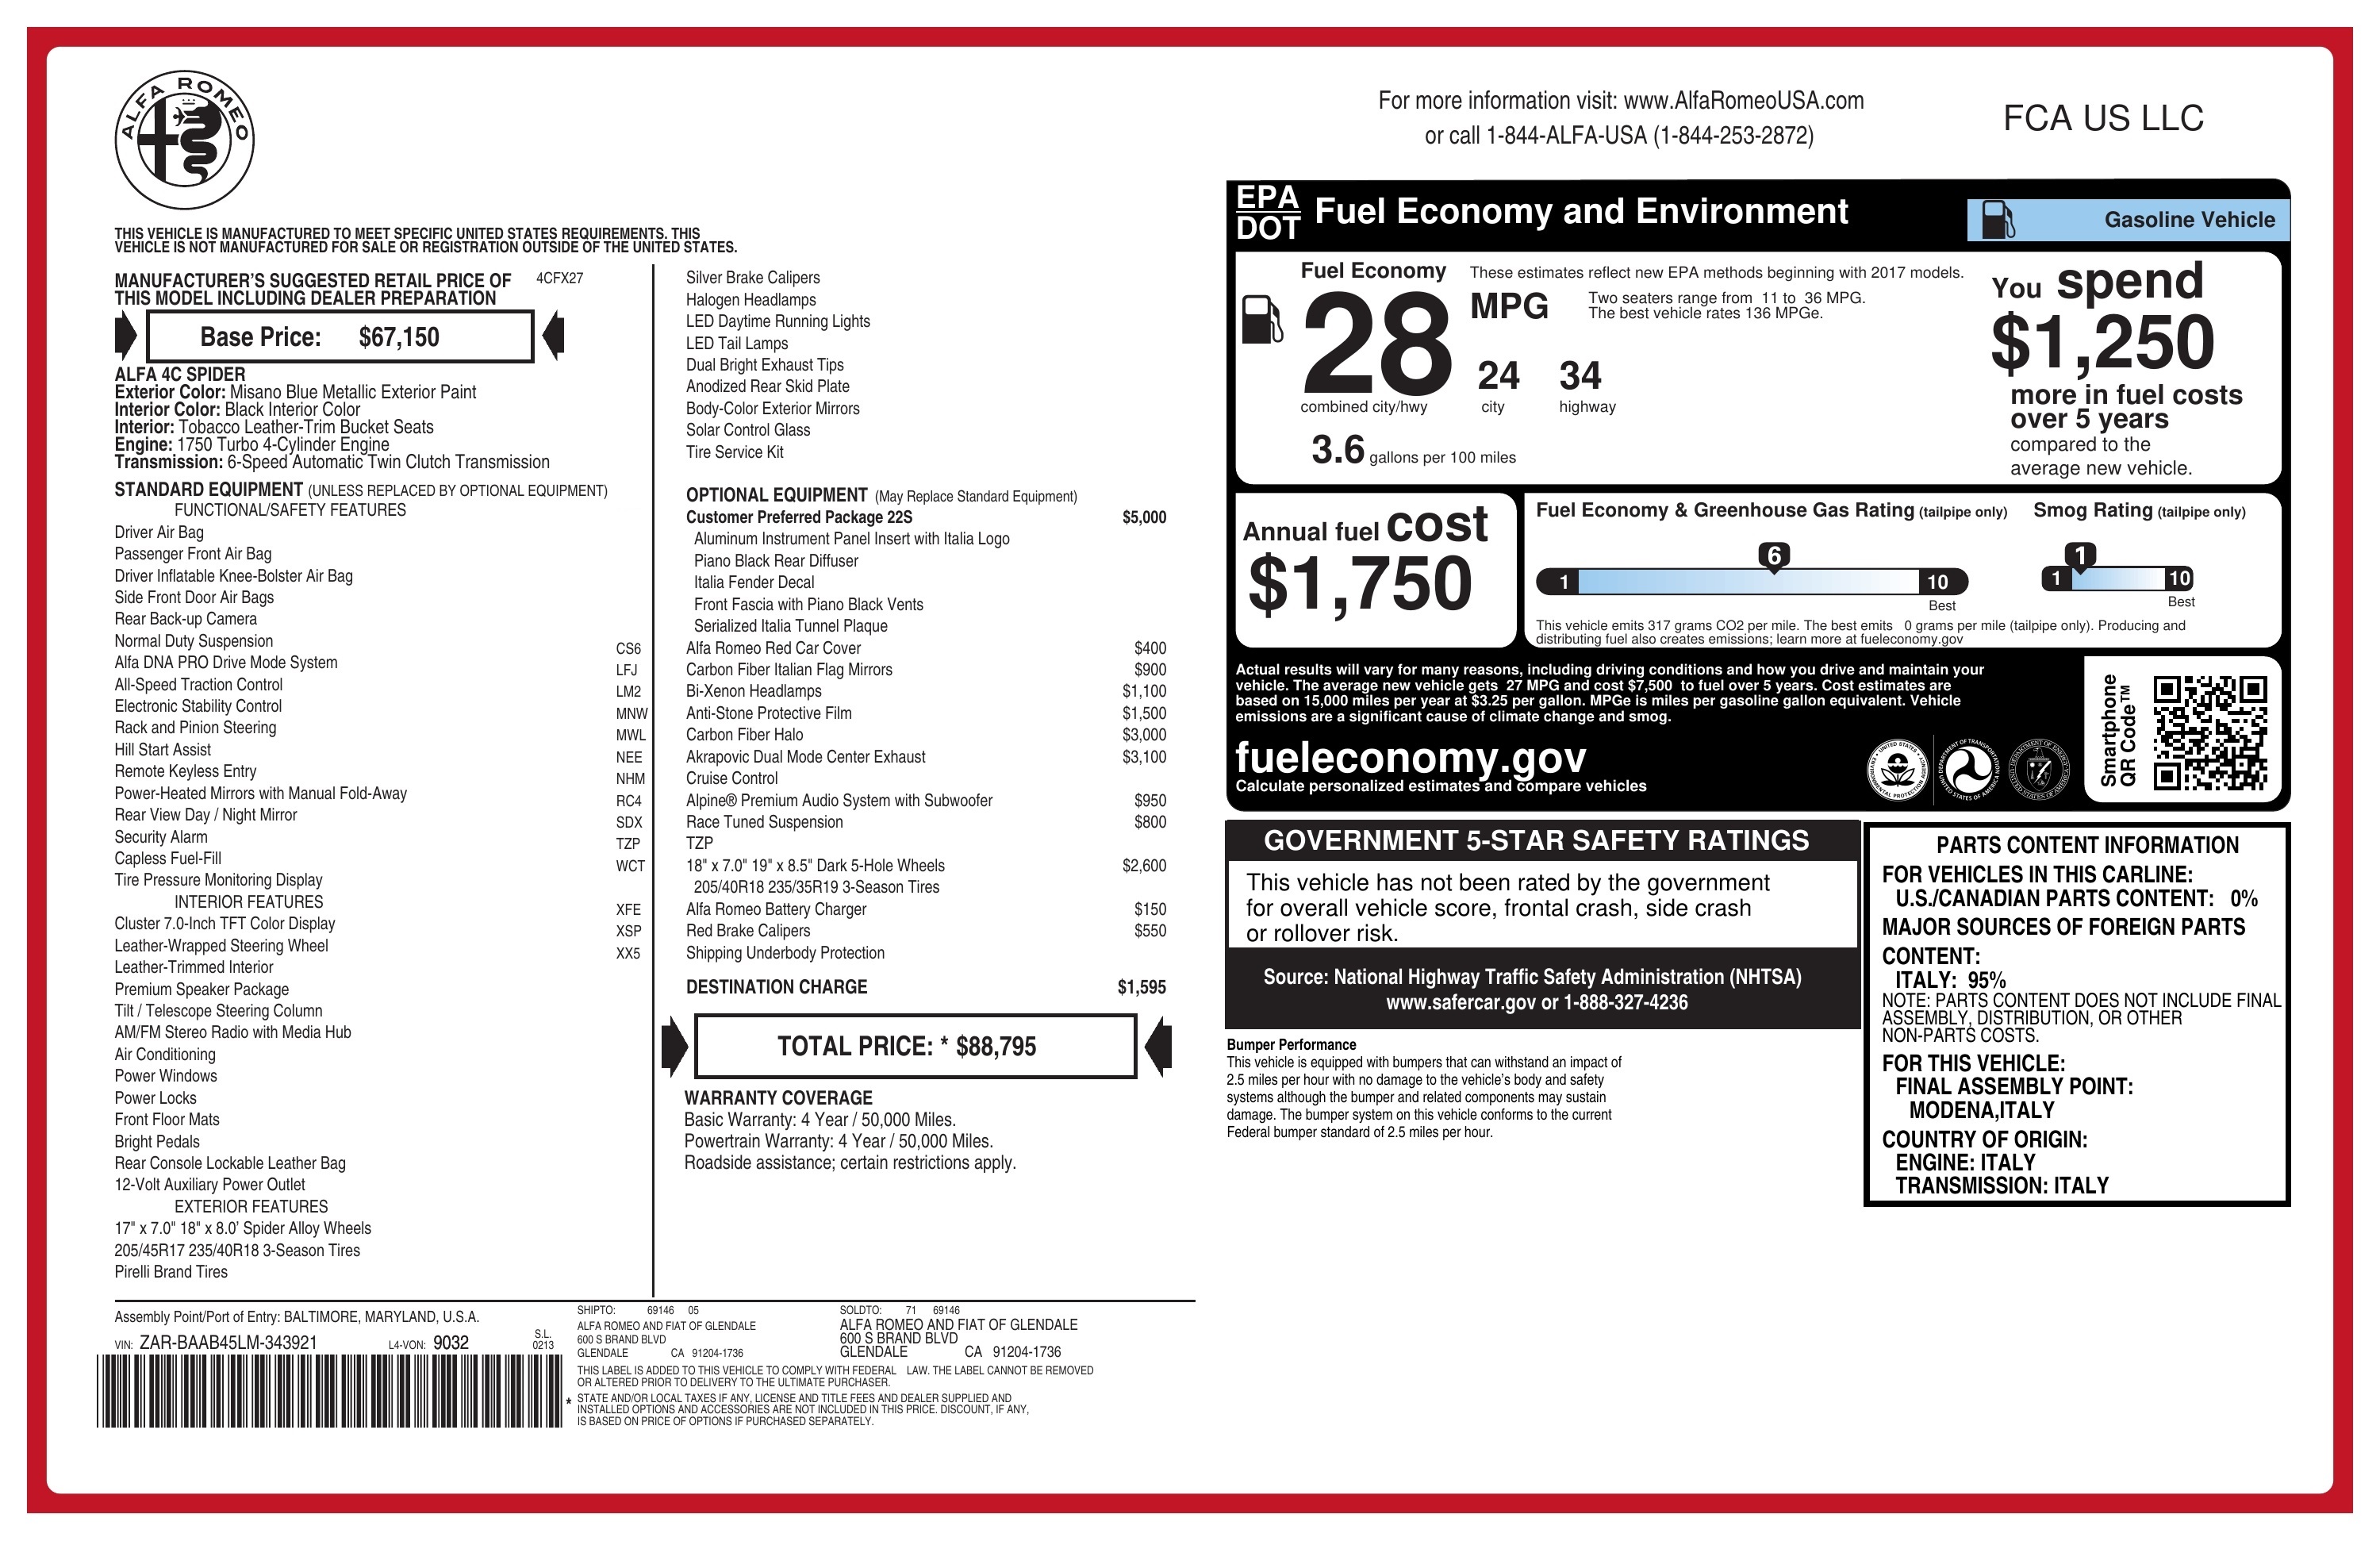 ALFA ROMEO
For more information visit: www.AlfaRomeoUSA.com
or call 1-844-ALFA-USA (1-844-253-2872)
FCA US LLC
THIS VEHICLE IS MANUFACTURED TO MEET SPECIFIC UNITED STATES REQUIREMENTS. THIS
VEHICLE IS NOT MANUFACTURED FOR SALE OR REGISTRATION OUTSIDE OF THE UNITED STATES.
MANUFACTURER'S SUGGESTED RETAIL PRICE OF 4CFX27
THIS MODEL INCLUDING DEALER PREPARATION
Base Price: $67,150
ALFA 4C SPIDER
Exterior Color: Misano Blue Metallic Exterior Paint
Interior Color: Black Interior Color
Interior: Tobacco Leather-Trim Bucket Seats
Engine: 1750 Turbo 4-Cylinder Engine
Transmission: 6-Speed Automatic Twin Clutch Transmission
STANDARD EQUIPMENT (UNLESS REPLACED BY OPTIONAL EQUIPMENT)
FUNCTIONAL/SAFETY FEATURES
Driver Air Bag
Passenger Front Air Bag
Driver Inflatable Knee-Bolster Air Bag
Side Front Door Air Bags
Rear Back-up Camera
Normal Duty Suspension
Alfa DNA PRO Drive Mode System
All-Speed Traction Control
Electronic Stability Control
Rack and Pinion Steering
Hill Start Assist
Remote Keyless Entry
Power-Heated Mirrors with Manual Fold-Away
Rear View Day / Night Mirror
Security Alarm
Capless Fuel-Fill
Tire Pressure Monitoring Display
INTERIOR FEATURES
Cluster 7.0-Inch TFT Color Display
Leather-Wrapped Steering Wheel
Leather-Trimmed Interior
Premium Speaker Package
Tilt / Telescope Steering Column
AM/FM Stereo Radio with Media Hub
Air Conditioning
Power Windows
Power Locks
Front Floor Mats
Bright Pedals
Rear Console Lockable Leather Bag
12-Volt Auxiliary Power Outlet
EXTERIOR FEATURES
17" x 7.0" 18" x 8.0' Spider Alloy Wheels
205/45R17 235/40R18 3-Season Tires
Pirelli Brand Tires
Silver Brake Calipers
Halogen Headlamps
LED Daytime Running Lights
LED Tail Lamps
Dual Bright Exhaust Tips
Anodized Rear Skid Plate
Body-Color Exterior Mirrors
Solar Control Glass
Tire Service Kit
OPTIONAL EQUIPMENT (May Replace Standard Equipment)
Customer Preferred Package 22S $5,000
Aluminum Instrument Panel Insert with Italia Logo
Piano Black Rear Diffuser
Italia Fender Decal
Front Fascia with Piano Black Vents
Serialized Italia Tunnel Plaque
CS6 Alfa Romeo Red Car Cover $400
LFJ Carbon Fiber Italian Flag Mirrors $900
LM2 Bi-Xenon Headlamps $1,100
MNW Anti-Stone Protective Film $1,500
MWL Carbon Fiber Halo $3,000
NEE Akrapovic Dual Mode Center Exhaust $3,100
NHM Cruise Control
RC4 Alpine® Premium Audio System with Subwoofer $950
SDX Race Tuned Suspension $800
TZP TZP
WCT 18" x 7.0" 19" x 8.5" Dark 5-Hole Wheels $2,600
205/40R18 235/35R19 3-Season Tires
XFE Alfa Romeo Battery Charger $150
XSP Red Brake Calipers $550
XX5 Shipping Underbody Protection
DESTINATION CHARGE $1,595
TOTAL PRICE: * $88,795
WARRANTY COVERAGE
Basic Warranty: 4 Year / 50,000 Miles.
Powertrain Warranty: 4 Year / 50,000 Miles.
Roadside assistance; certain restrictions apply.
Assembly Point/Port of Entry: BALTIMORE, MARYLAND, U.S.A.
VIN: ZAR-BAAB45LM-343921 L4-VON: 9032 S.L. 0213
SHIPTO: 69146 05
ALFA ROMEO AND FIAT OF GLENDALE
600 S BRAND BLVD
GLENDALE CA 91204-1736
SOLDTO: 71 69146
ALFA ROMEO AND FIAT OF GLENDALE
600 S BRAND BLVD
GLENDALE CA 91204-1736
THIS LABEL IS ADDED TO THIS VEHICLE TO COMPLY WITH FEDERAL LAW. THE LABEL CANNOT BE REMOVED
OR ALTERED PRIOR TO DELIVERY TO THE ULTIMATE PURCHASER.
* STATE AND/OR LOCAL TAXES IF ANY, LICENSE AND TITLE FEES AND DEALER SUPPLIED AND
INSTALLED OPTIONS AND ACCESSORIES ARE NOT INCLUDED IN THIS PRICE. DISCOUNT, IF ANY,
IS BASED ON PRICE OF OPTIONS IF PURCHASED SEPARATELY.
EPA
DOT
Fuel Economy and Environment
Gasoline Vehicle
Fuel Economy
These estimates reflect new EPA methods beginning with 2017 models.
28 MPG
Two seaters range from 11 to 36 MPG.
The best vehicle rates 136 MPGe.
24 34
combined city/hwy city highway
3.6 gallons per 100 miles
You spend
$1,250
more in fuel costs
over 5 years
compared to the
average new vehicle.
Annual fuel cost
$1,750
Fuel Economy & Greenhouse Gas Rating (tailpipe only)
6
1 10
Best
Smog Rating (tailpipe only)
1
1 10
Best
This vehicle emits 317 grams CO2 per mile. The best emits 0 grams per mile (tailpipe only). Producing and
distributing fuel also creates emissions; learn more at fueleconomy.gov
Actual results will vary for many reasons, including driving conditions and how you drive and maintain your
vehicle. The average new vehicle gets 27 MPG and cost $7,500 to fuel over 5 years. Cost estimates are
based on 15,000 miles per year at $3.25 per gallon. MPGe is miles per gasoline gallon equivalent. Vehicle
emissions are a significant cause of climate change and smog.
fueleconomy.gov
Calculate personalized estimates and compare vehicles
Smartphone
QR Code™
GOVERNMENT 5-STAR SAFETY RATINGS
This vehicle has not been rated by the government
for overall vehicle score, frontal crash, side crash
or rollover risk.
Source: National Highway Traffic Safety Administration (NHTSA)
www.safercar.gov or 1-888-327-4236
Bumper Performance
This vehicle is equipped with bumpers that can withstand an impact of
2.5 miles per hour with no damage to the vehicle's body and safety
systems although the bumper and related components may sustain
damage. The bumper system on this vehicle conforms to the current
Federal bumper standard of 2.5 miles per hour.
PARTS CONTENT INFORMATION
FOR VEHICLES IN THIS CARLINE:
U.S./CANADIAN PARTS CONTENT: 0%
MAJOR SOURCES OF FOREIGN PARTS
CONTENT:
ITALY: 95%
NOTE: PARTS CONTENT DOES NOT INCLUDE FINAL
ASSEMBLY, DISTRIBUTION, OR OTHER
NON-PARTS COSTS.
FOR THIS VEHICLE:
FINAL ASSEMBLY POINT:
MODENA,ITALY
COUNTRY OF ORIGIN:
ENGINE: ITALY
TRANSMISSION: ITALY